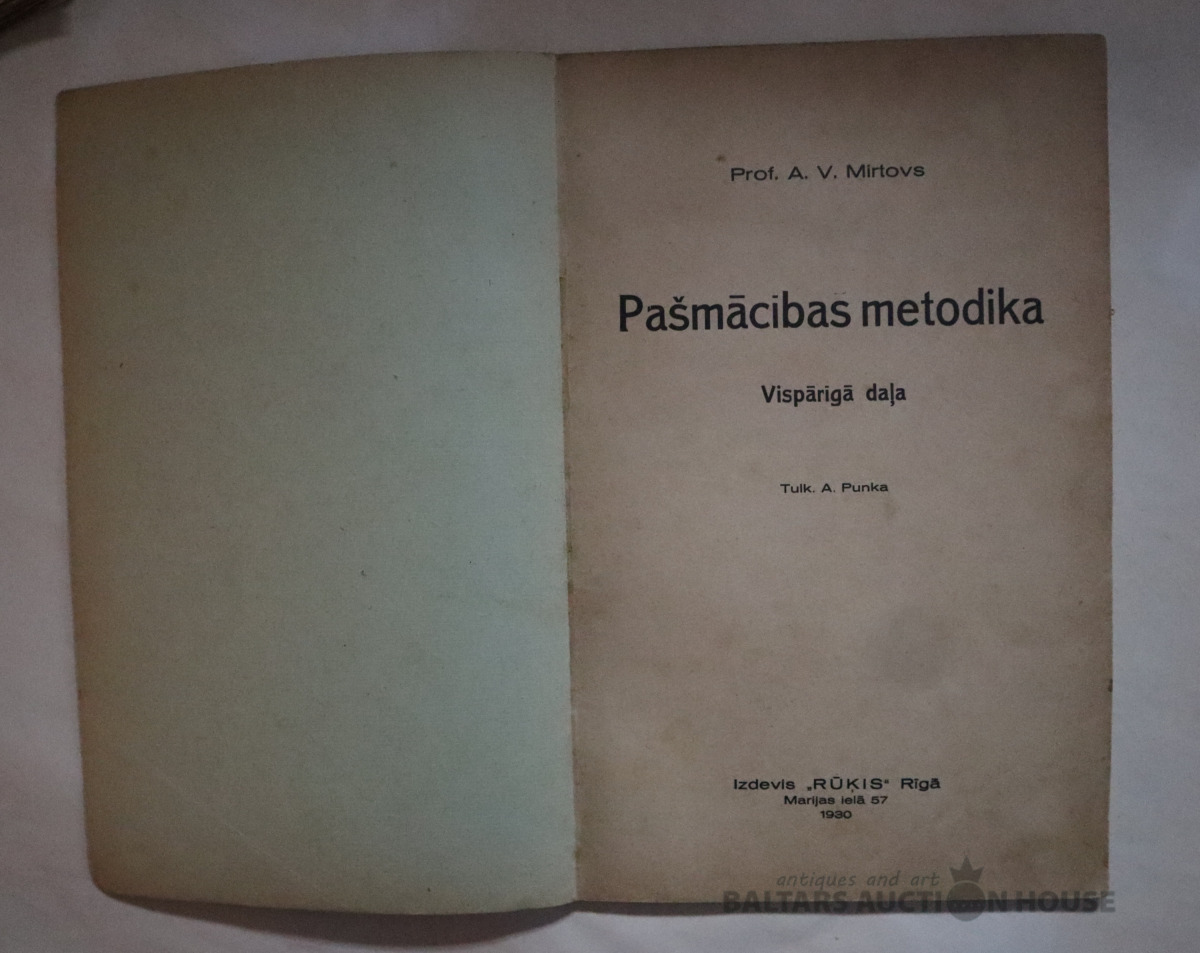 Prof. A. V. Mirtovs
Pašmācības metodika
Vispārigā daļa
Tulk. A. Punka
Izdevis „RŪĶIS“ Rīgā
Marijas ielā 57
1930
antiques and art
BALTARS AUCTION HOUSE